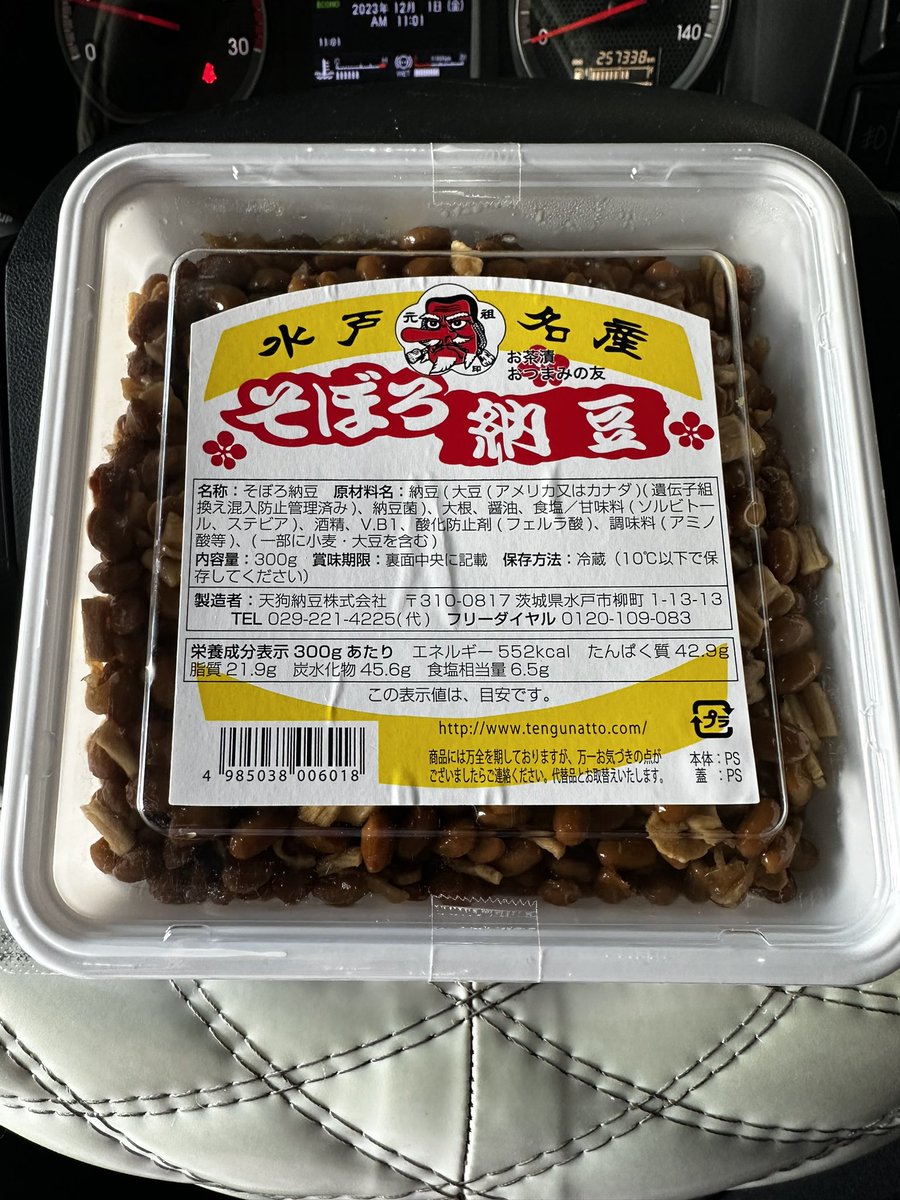 ECONO
2023年 12月 1日(金)
AM 11:01
11:01
0
30
0
140
257338
水戸名産
元祖
印
お茶漬
おつまみの友
そぼろ納豆
名称:そぼろ納豆 原材料名:納豆(大豆(アメリカ又はカナダ)(遺伝子組
換え混入防止管理済み)、納豆菌)、大根、醤油、食塩/甘味料(ソルビトー
ル、ステビア)、酒精、V.B1、酸化防止剤(フェルラ酸)、調味料(アミノ
酸等)、(一部に小麦・大豆を含む)
内容量:300g 賞味期限:裏面中央に記載 保存方法:冷蔵(10℃以下で保
存してください)
製造者:天狗納豆株式会社 〒310-0817 茨城県水戸市柳町 1-13-13
TEL 029-221-4225(代) フリーダイヤル 0120-109-083
栄養成分表示 300gあたり エネルギー 552kcal たんぱく質 42.9g
脂質 21.9g 炭水化物 45.6g 食塩相当量 6.5g
この表示値は、目安です。
http://www.tengunatto.com/
商品には万全を期しておりますが、万一お気づきの点が
ございましたらご連絡ください。代替品とお取替えいたします。
プラ
本体:PS
蓋:PS
4 985038 006018